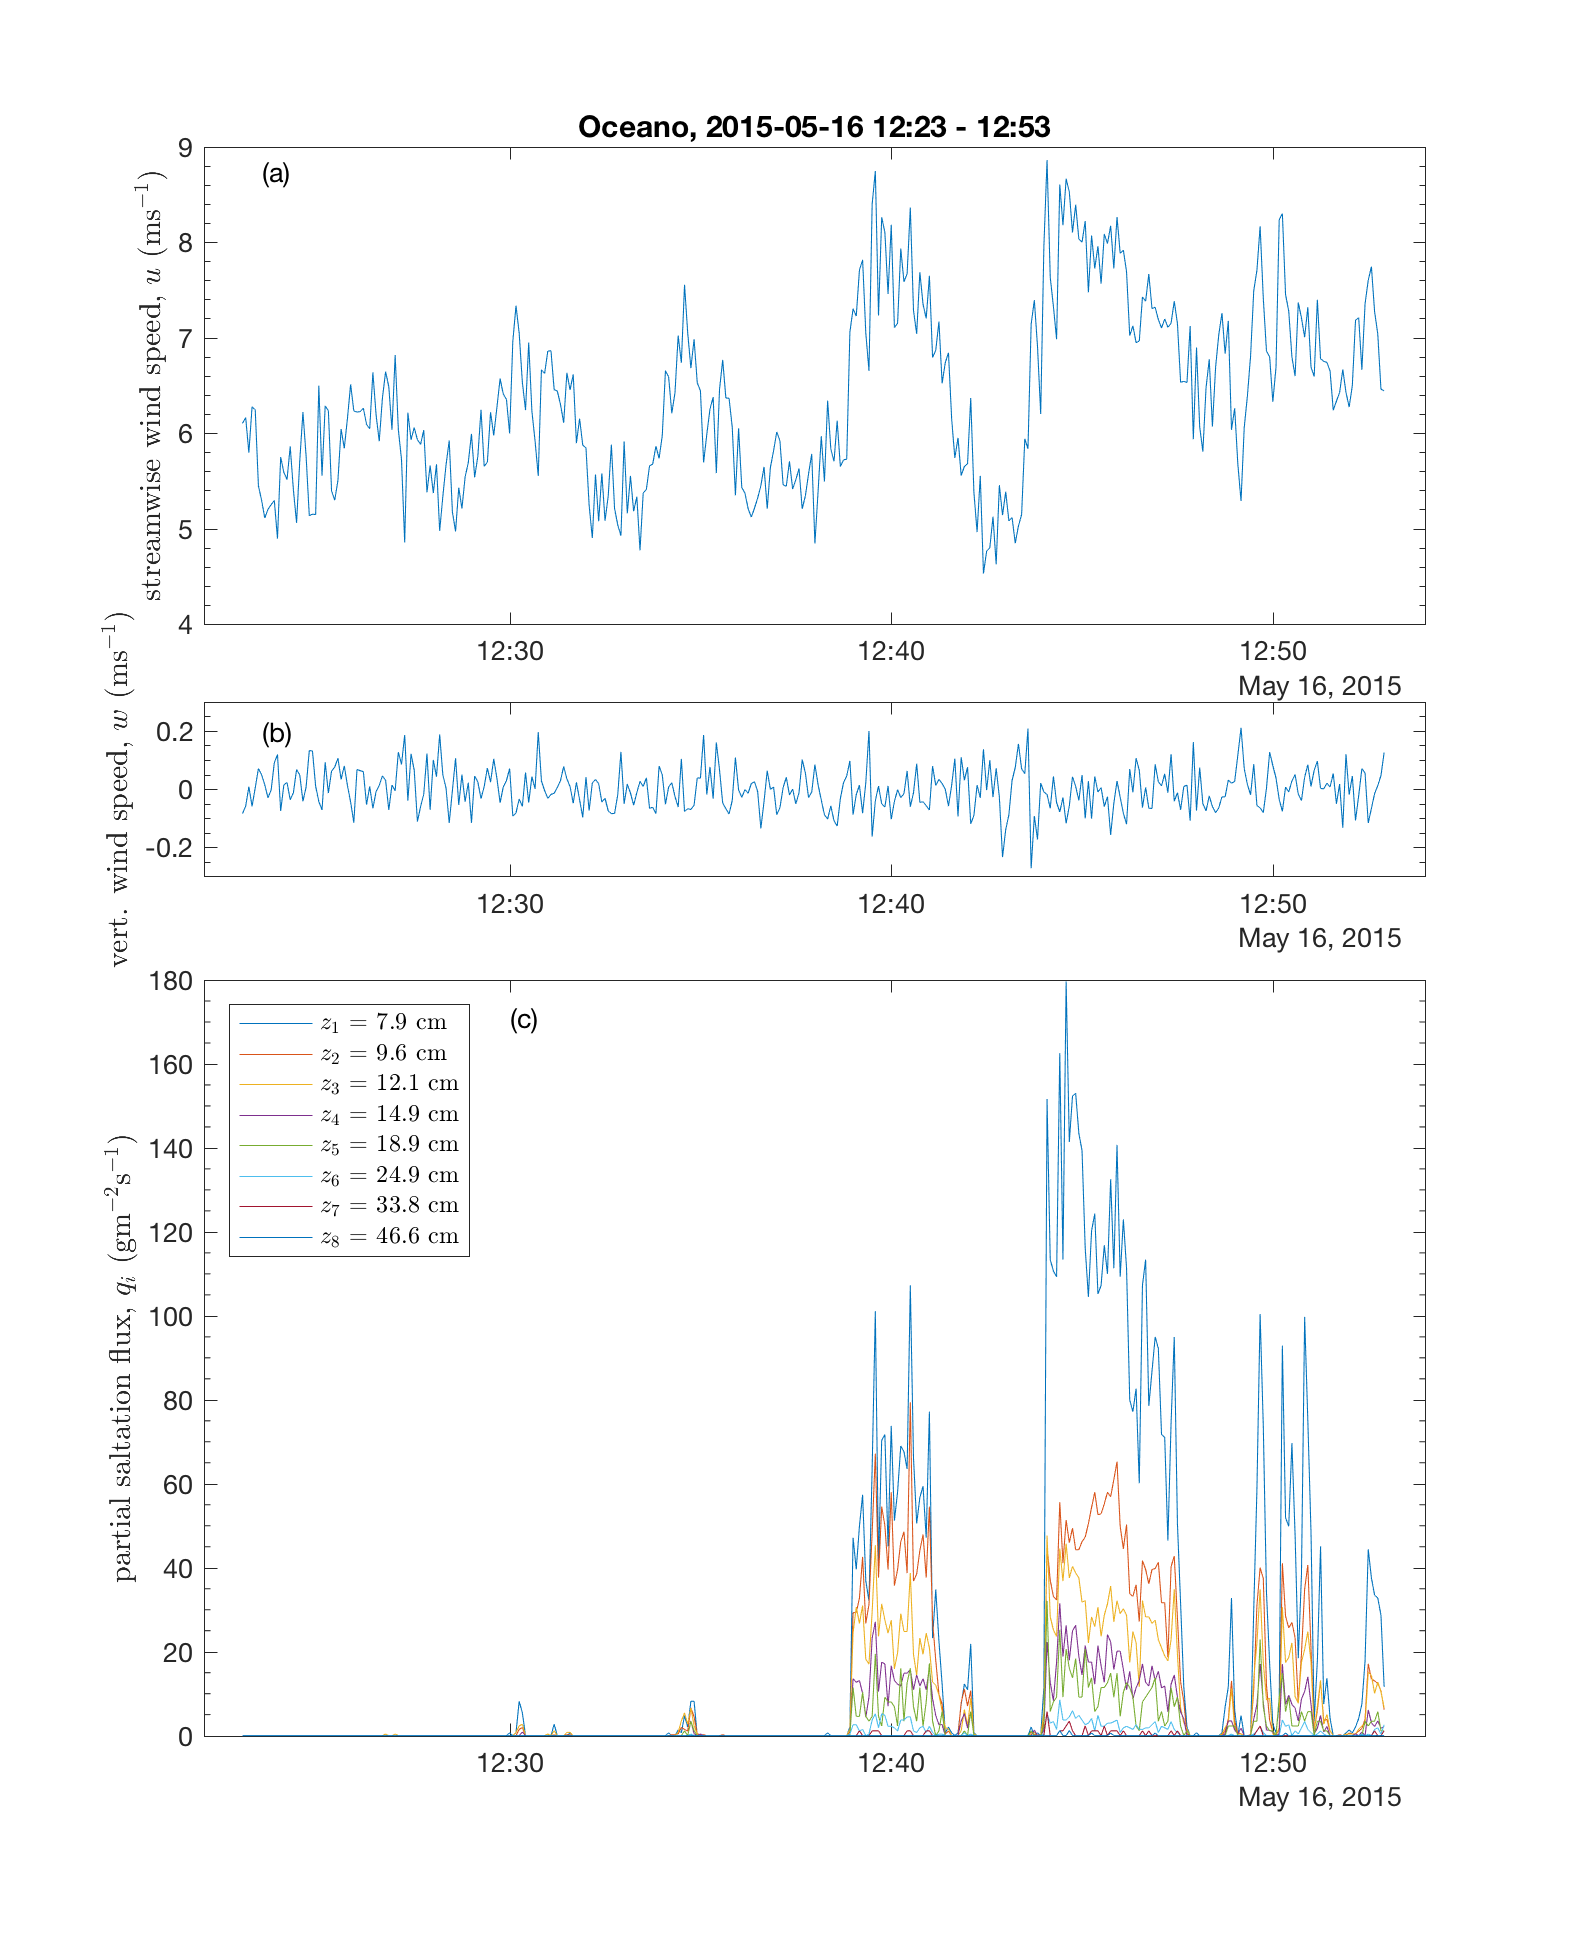 Oceano, 2015-05-16 12:23 - 12:53
(a)
streamwise wind speed, u (ms⁻¹)
9
8
7
6
5
4
12:30 12:40 12:50
May 16, 2015
(b)
vert. wind speed, w (ms⁻¹)
0.2
0
-0.2
12:30 12:40 12:50
May 16, 2015
(c)
partial saltation flux, qᵢ (gm⁻²s⁻¹)
180
160
140
120
100
80
60
40
20
0
z₁ = 7.9 cm
z₂ = 9.6 cm
z₃ = 12.1 cm
z₄ = 14.9 cm
z₅ = 18.9 cm
z₆ = 24.9 cm
z₇ = 33.8 cm
z₈ = 46.6 cm
12:30 12:40 12:50
May 16, 2015